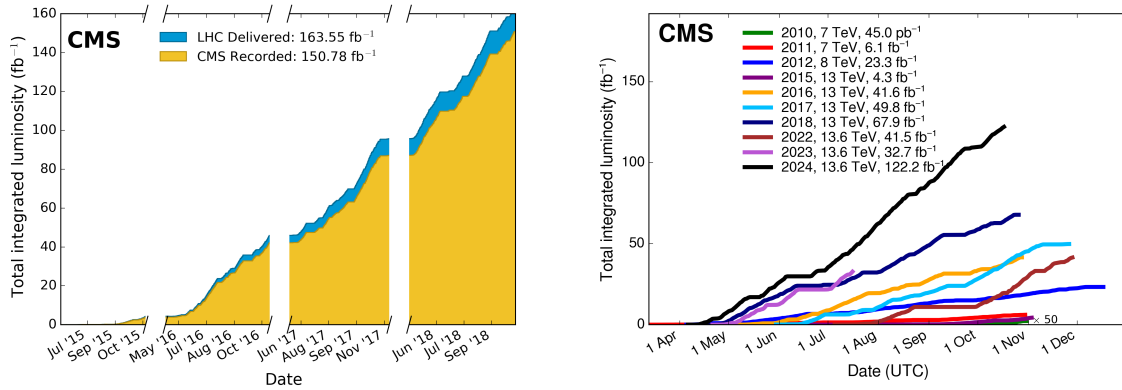 CMS
LHC Delivered: 163.55 fb⁻¹
CMS Recorded: 150.78 fb⁻¹
Total integrated luminosity (fb⁻¹)
160
140
120
100
80
60
40
20
0
Jul '15
Sep '15
Oct '15
May '16
Jul '16
Aug '16
Oct '16
Jun '17
Aug '17
Sep '17
Nov '17
Jun '18
Jul '18
Sep '18
Date
CMS
2010, 7 TeV, 45.0 pb⁻¹
2011, 7 TeV, 6.1 fb⁻¹
2012, 8 TeV, 23.3 fb⁻¹
2015, 13 TeV, 4.3 fb⁻¹
2016, 13 TeV, 41.6 fb⁻¹
2017, 13 TeV, 49.8 fb⁻¹
2018, 13 TeV, 67.9 fb⁻¹
2022, 13.6 TeV, 41.5 fb⁻¹
2023, 13.6 TeV, 32.7 fb⁻¹
2024, 13.6 TeV, 122.2 fb⁻¹
Total integrated luminosity (fb⁻¹)
150
100
50
0
× 50
1 Apr
1 May
1 Jun
1 Jul
1 Aug
1 Sep
1 Oct
1 Nov
1 Dec
Date (UTC)